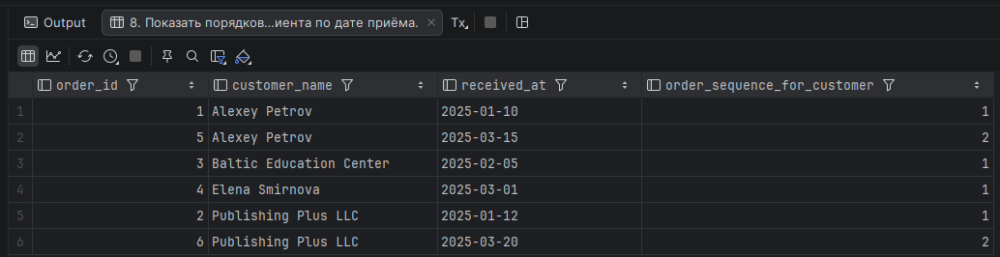 Output 8. Показать порядков...иента по дате приёма. Tx
order_id customer_name received_at order_sequence_for_customer
1 1 Alexey Petrov 2025-01-10 1
2 5 Alexey Petrov 2025-03-15 2
3 3 Baltic Education Center 2025-02-05 1
4 4 Elena Smirnova 2025-03-01 1
5 2 Publishing Plus LLC 2025-01-12 1
6 6 Publishing Plus LLC 2025-03-20 2